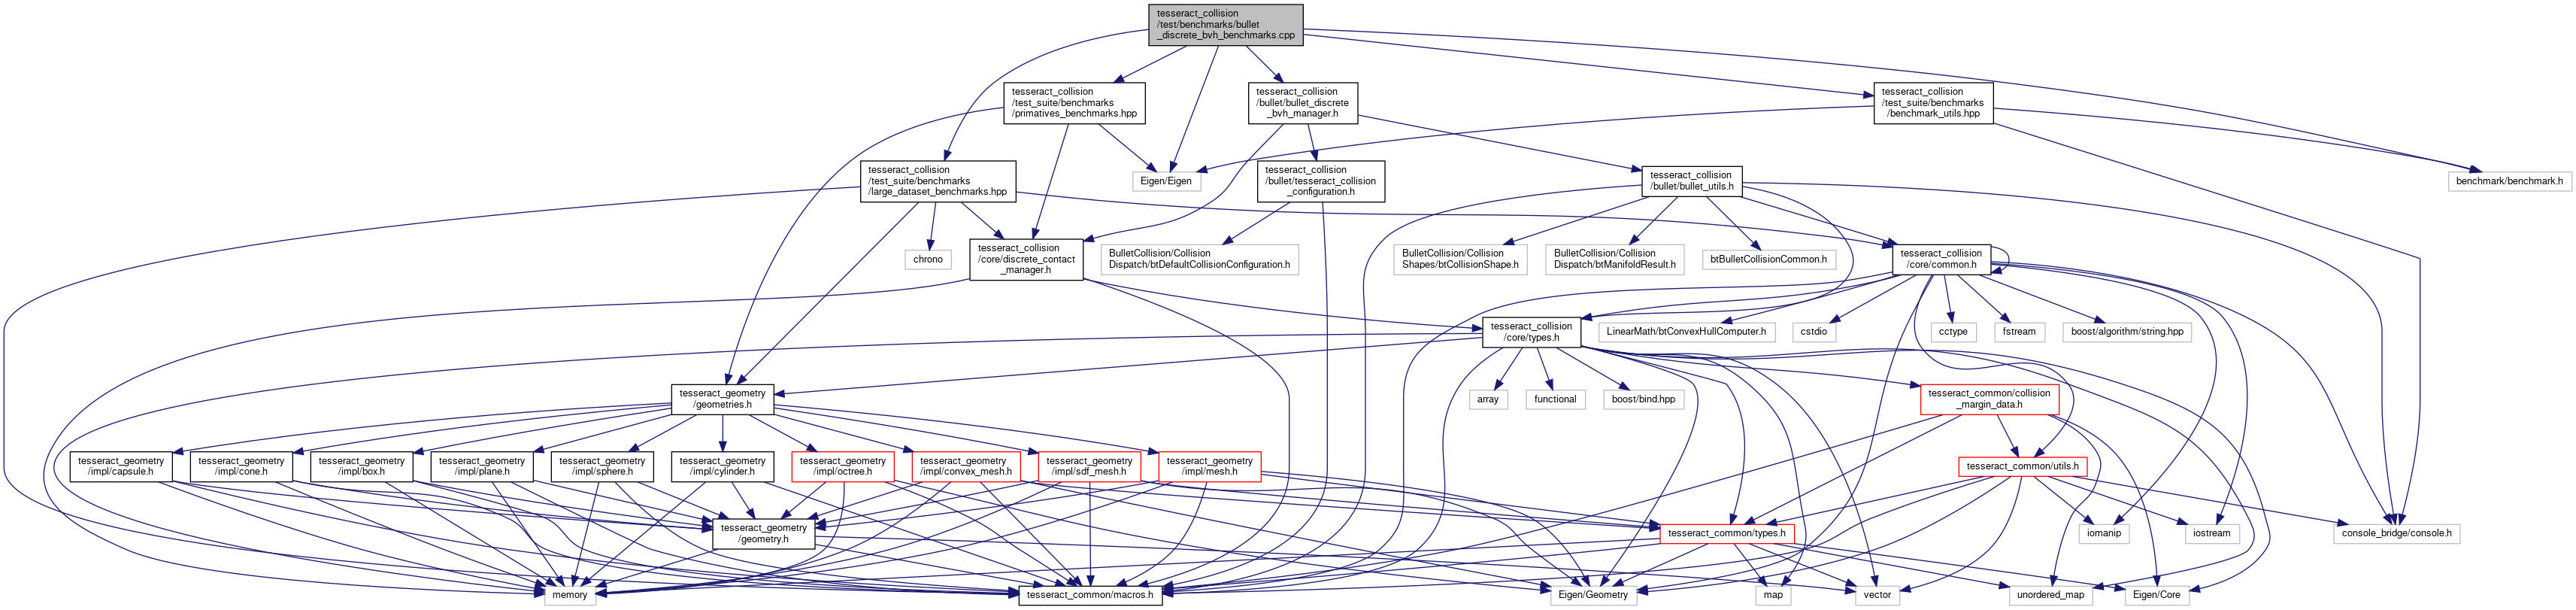 tesseract_collision
/test/benchmarks/bullet
_discrete_bvh_benchmarks.cpp
tesseract_collision
/test_suite/benchmarks
/primatives_benchmarks.hpp
tesseract_collision
/bullet/bullet_discrete
_bvh_manager.h
tesseract_collision
/test_suite/benchmarks
/benchmark_utils.hpp
tesseract_collision
/test_suite/benchmarks
/large_dataset_benchmarks.hpp
Eigen/Eigen
tesseract_collision
/bullet/tesseract_collision
_configuration.h
tesseract_collision
/bullet/bullet_utils.h
benchmark/benchmark.h
chrono
tesseract_collision
/core/discrete_contact
_manager.h
BulletCollision/Collision
Dispatch/btDefaultCollisionConfiguration.h
BulletCollision/Collision
Shapes/btCollisionShape.h
BulletCollision/Collision
Dispatch/btManifoldResult.h
btBulletCollisionCommon.h
tesseract_collision
/core/common.h
tesseract_collision
/core/types.h
LinearMath/btConvexHullComputer.h
cstdio
cctype
fstream
boost/algorithm/string.hpp
tesseract_geometry
/geometries.h
array
functional
boost/bind.hpp
tesseract_common/collision
_margin_data.h
tesseract_geometry
/impl/capsule.h
tesseract_geometry
/impl/cone.h
tesseract_geometry
/impl/box.h
tesseract_geometry
/impl/plane.h
tesseract_geometry
/impl/sphere.h
tesseract_geometry
/impl/cylinder.h
tesseract_geometry
/impl/octree.h
tesseract_geometry
/impl/convex_mesh.h
tesseract_geometry
/impl/sdf_mesh.h
tesseract_geometry
/impl/mesh.h
tesseract_common/utils.h
tesseract_geometry
/geometry.h
tesseract_common/types.h
iomanip
iostream
console_bridge/console.h
memory
tesseract_common/macros.h
Eigen/Geometry
map
vector
unordered_map
Eigen/Core